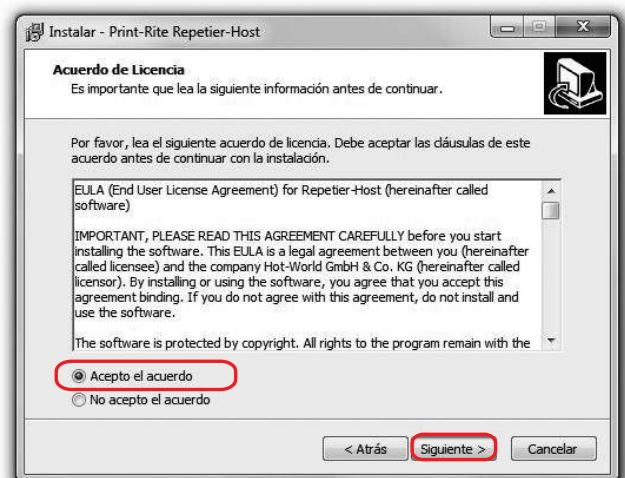 Instalar - Print-Rite Repetier-Host
Acuerdo de Licencia
Es importante que lea la siguiente información antes de continuar.
Por favor, lea el siguiente acuerdo de licencia. Debe aceptar las cláusulas de este
acuerdo antes de continuar con la instalación.
EULA (End User License Agreement) for Repetier-Host (hereinafter called
software)
IMPORTANT, PLEASE READ THIS AGREEMENT CAREFULLY before you start
installing the software. This EULA is a legal agreement between you (hereinafter
called licensee) and the company Hot-World GmbH & Co. KG (hereinafter called
licensor). By installing or using the software, you agree that you accept this
agreement binding. If you do not agree with this agreement, do not install and
use the software.
The software is protected by copyright. All rights to the program remain with the
Acepto el acuerdo
No acepto el acuerdo
< Atrás Siguiente > Cancelar